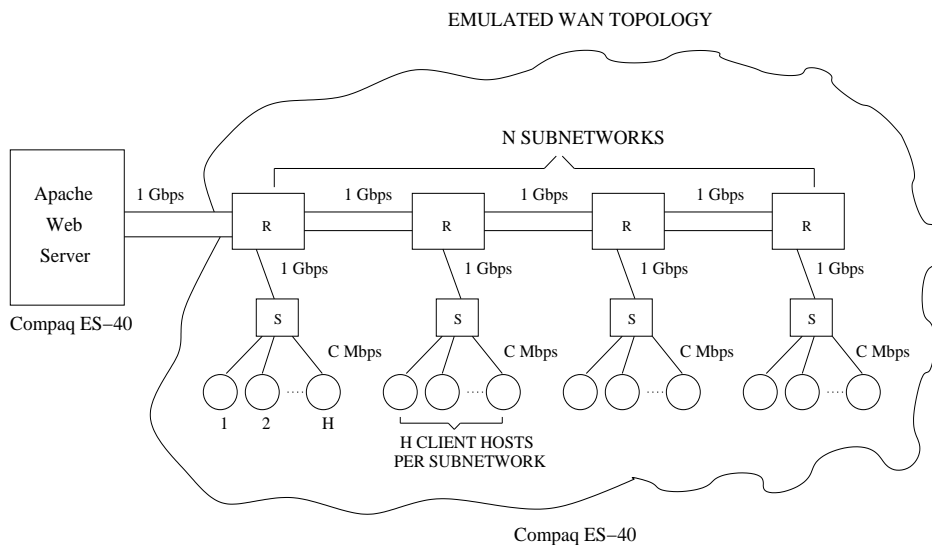 EMULATED WAN TOPOLOGY
N SUBNETWORKS
Apache
Web
Server
1 Gbps
1 Gbps
1 Gbps
1 Gbps
R
R
R
R
1 Gbps
1 Gbps
1 Gbps
1 Gbps
Compaq ES−40
S
S
S
S
C Mbps
C Mbps
C Mbps
C Mbps
1 2 ..... H
.....
.....
.....
H CLIENT HOSTS
PER SUBNETWORK
Compaq ES−40